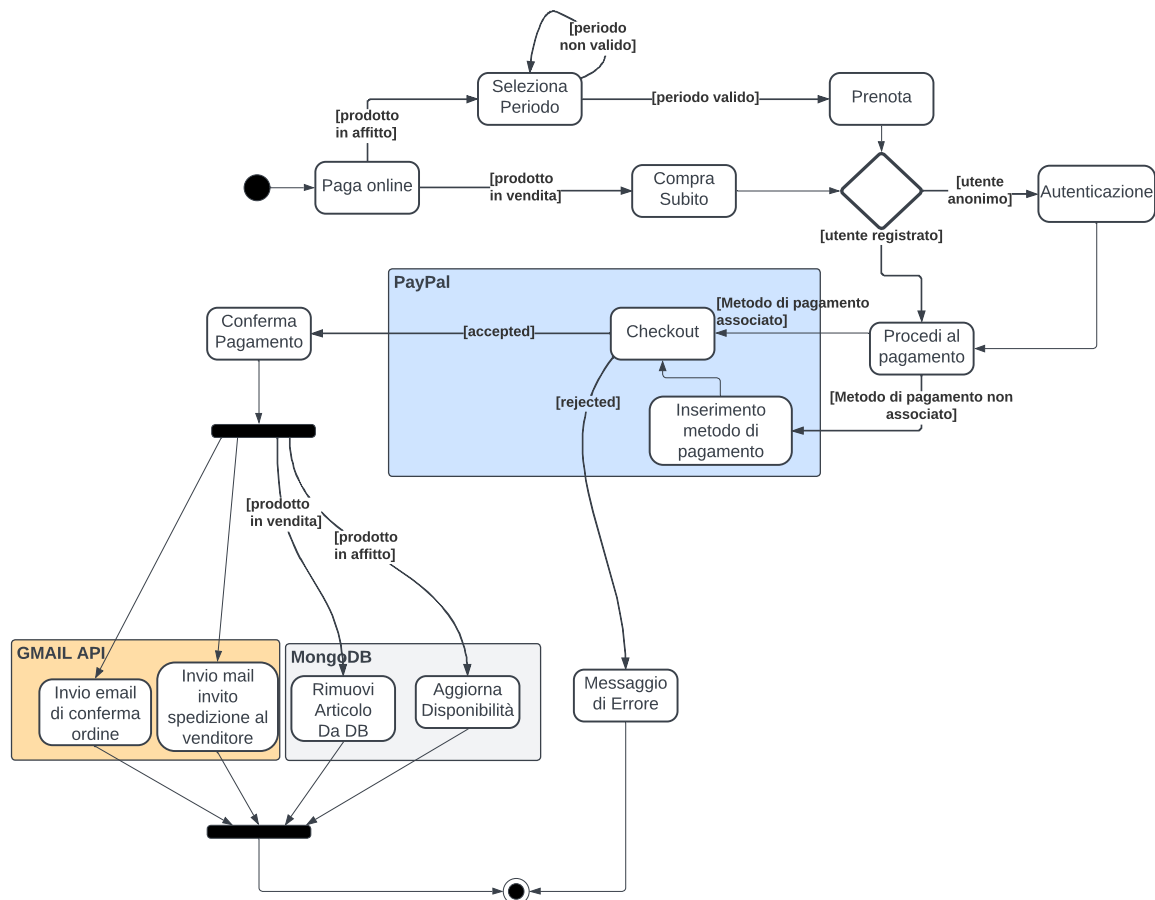 [periodo
non valido]
Seleziona
Periodo
[periodo valido]
Prenota
[prodotto
in affitto]
Paga online
[prodotto
in vendita]
Compra
Subito
[utente
anonimo]
Autenticazione
[utente registrato]
PayPal
[Metodo di pagamento
associato]
Conferma
Pagamento
[accepted]
Checkout
Procedi al
pagamento
[rejected]
Inserimento
metodo di
pagamento
[Metodo di pagamento non
associato]
[prodotto
in vendita]
[prodotto
in affitto]
GMAIL API
MongoDB
Invio email
di conferma
ordine
Invio mail
invito
spedizione al
venditore
Rimuovi
Articolo
Da DB
Aggiorna
Disponibilità
Messaggio
di Errore